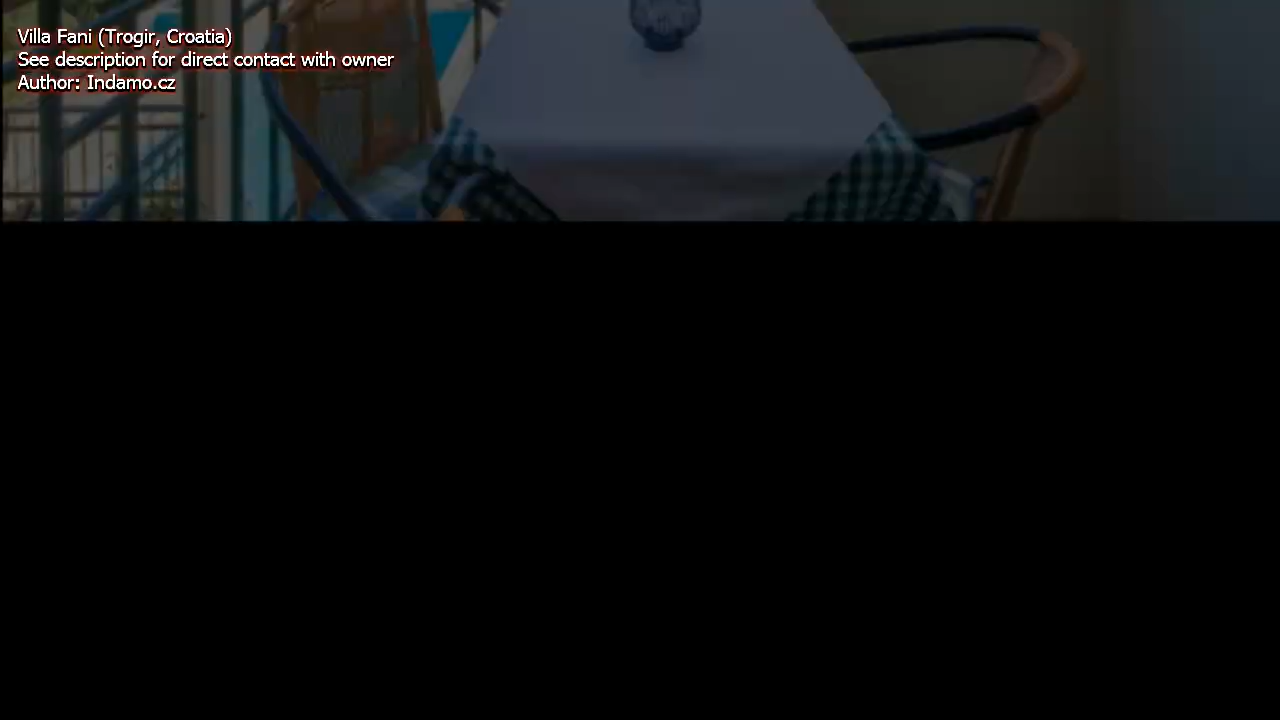 Villa Fani (Trogir, Croatia)
See description for direct contact with owner
Author: Indamo.cz